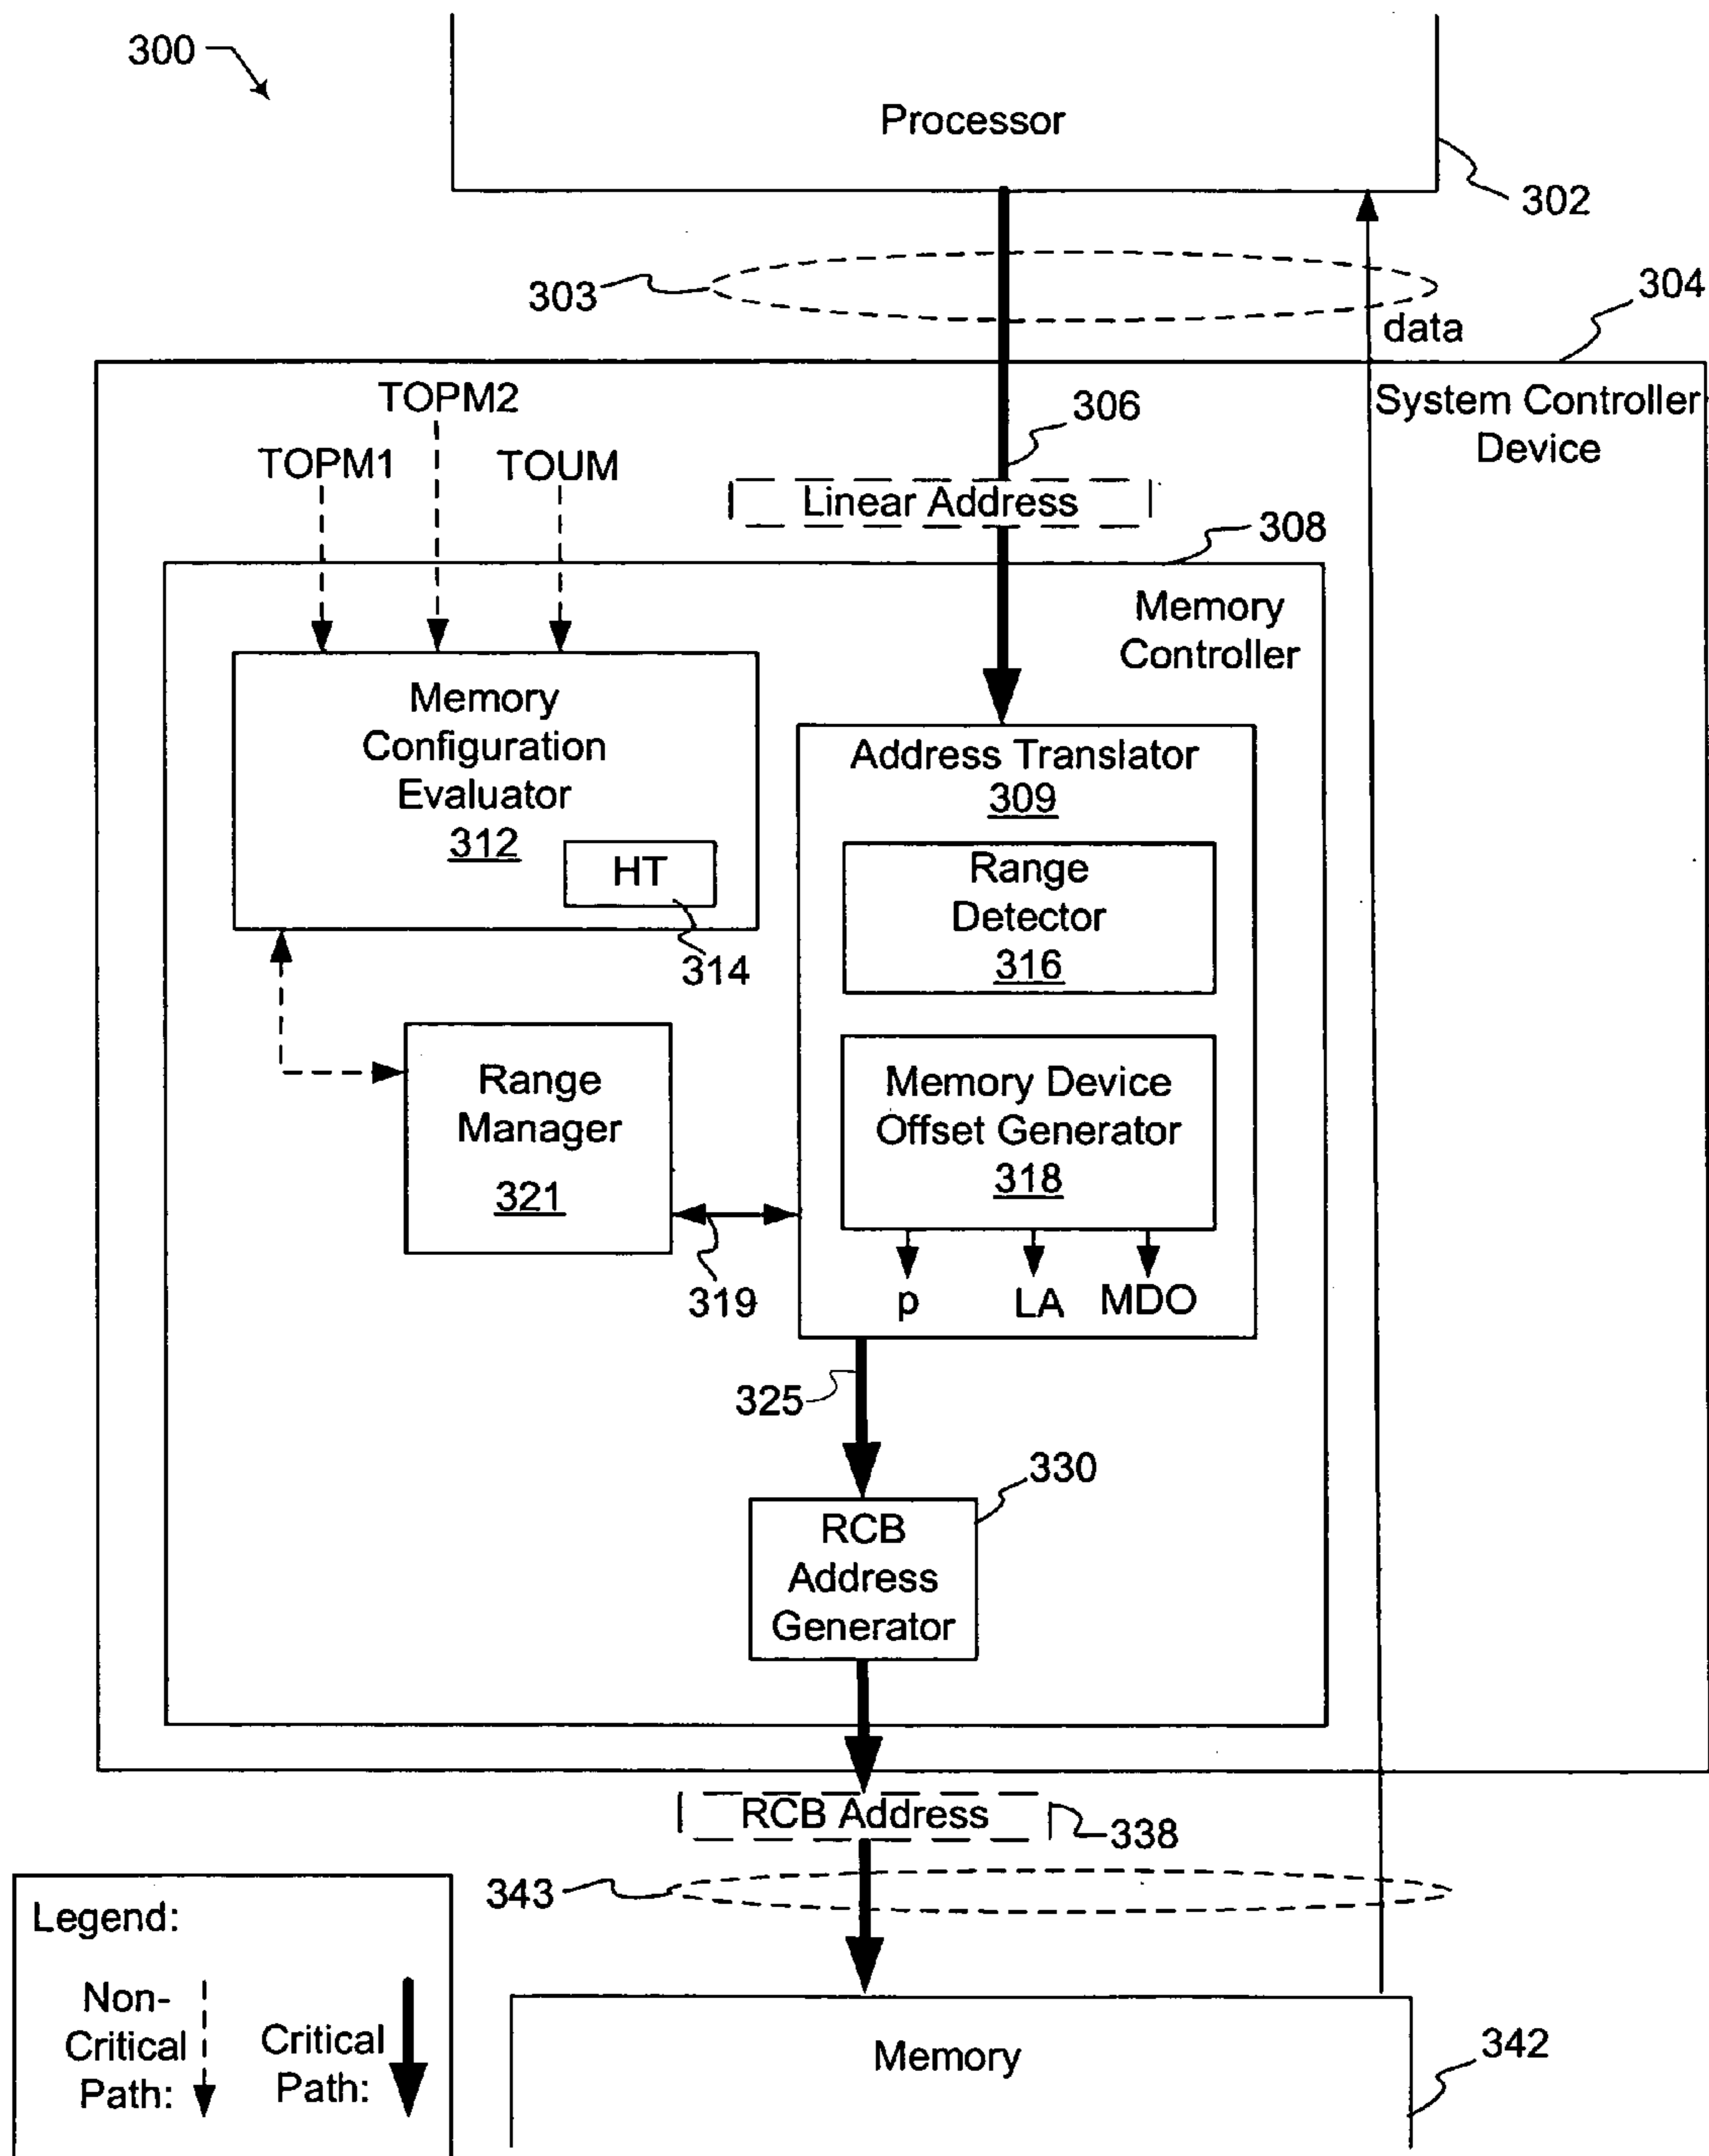 300
Processor
302
303
304
data
System Controller
Device
TOPM2
TOPM1
TOUM
306
Linear Address
308
Memory
Controller
Memory
Configuration
Evaluator
312
HT
314
Address Translator
309
Range
Detector
316
Range
Manager
321
Memory Device
Offset Generator
318
319
p
LA
MDO
325
330
RCB
Address
Generator
RCB Address
338
343
Legend:
Non-
Critical
Path:
Critical
Path:
Memory
342